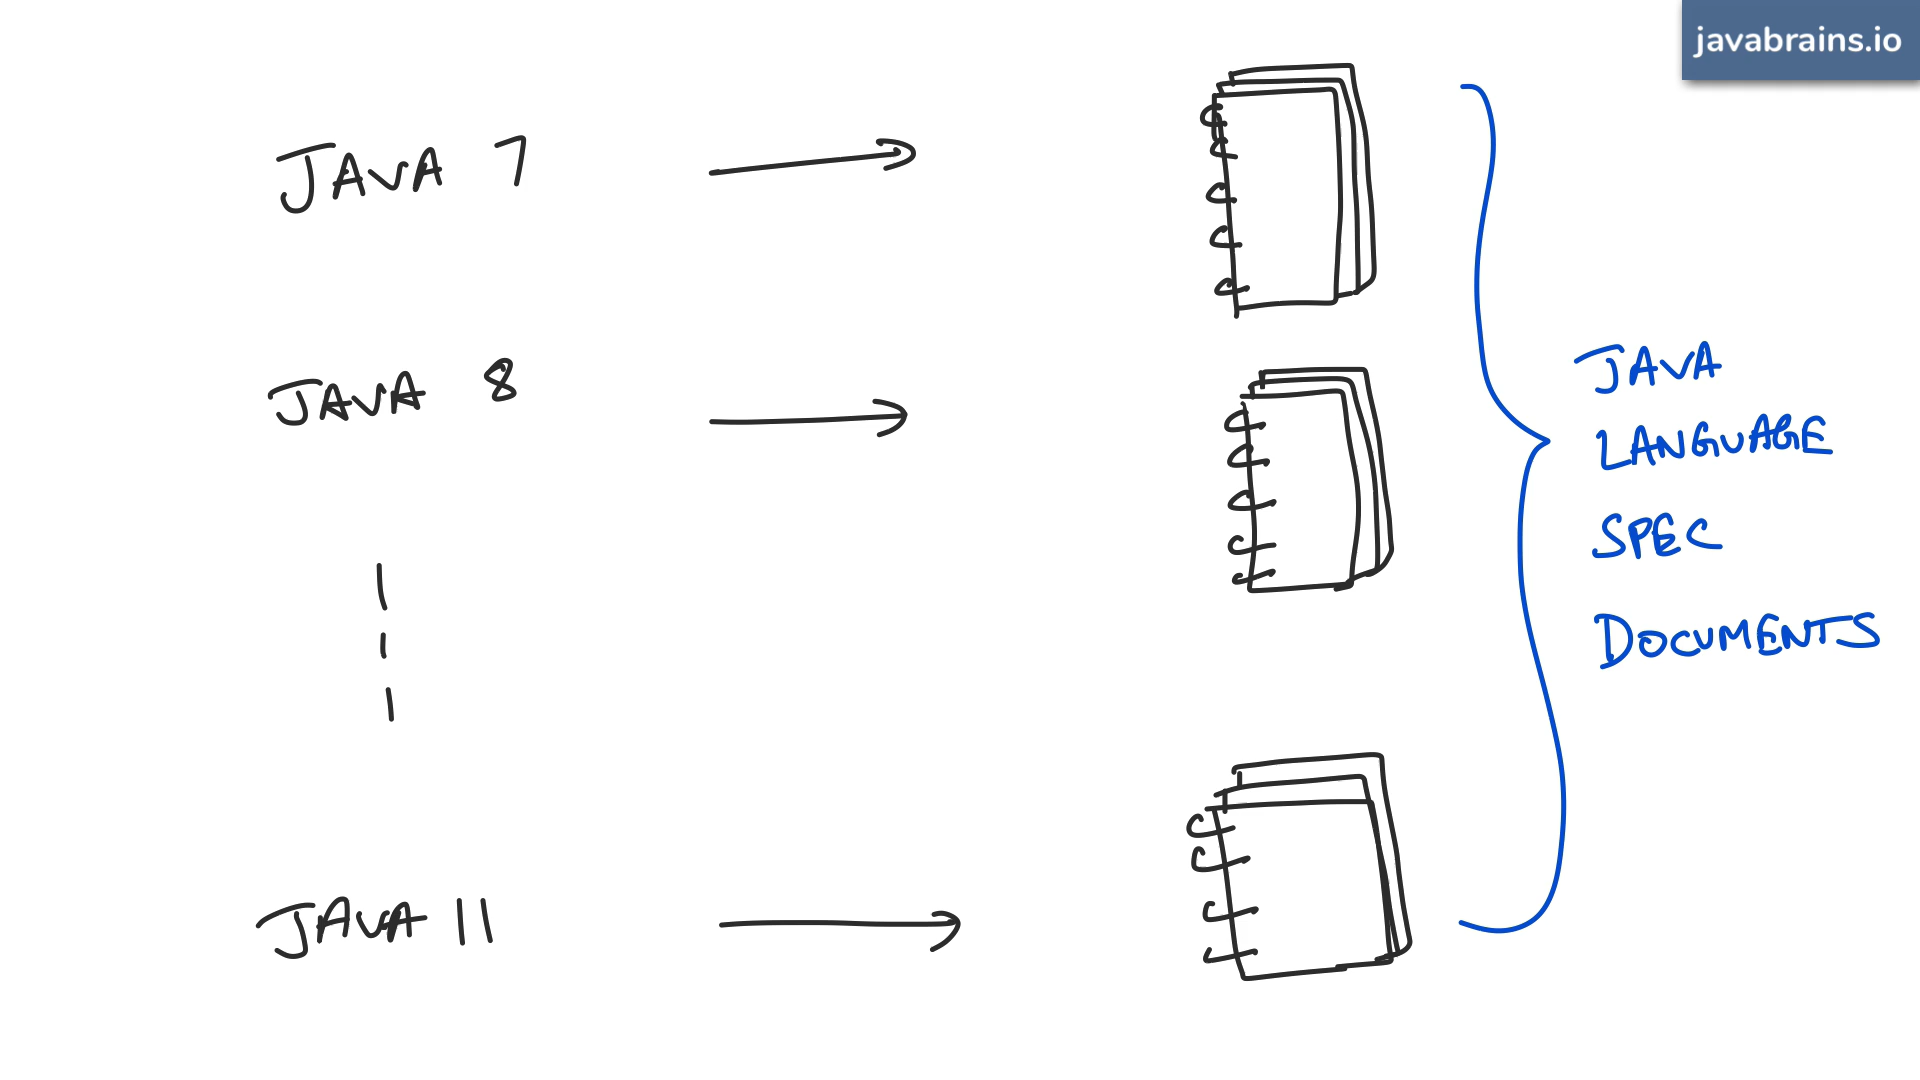 javabrains.io
JAVA 7
JAVA 8
JAVA 11
JAVA
LANGUAGE
SPEC
DOCUMENTS